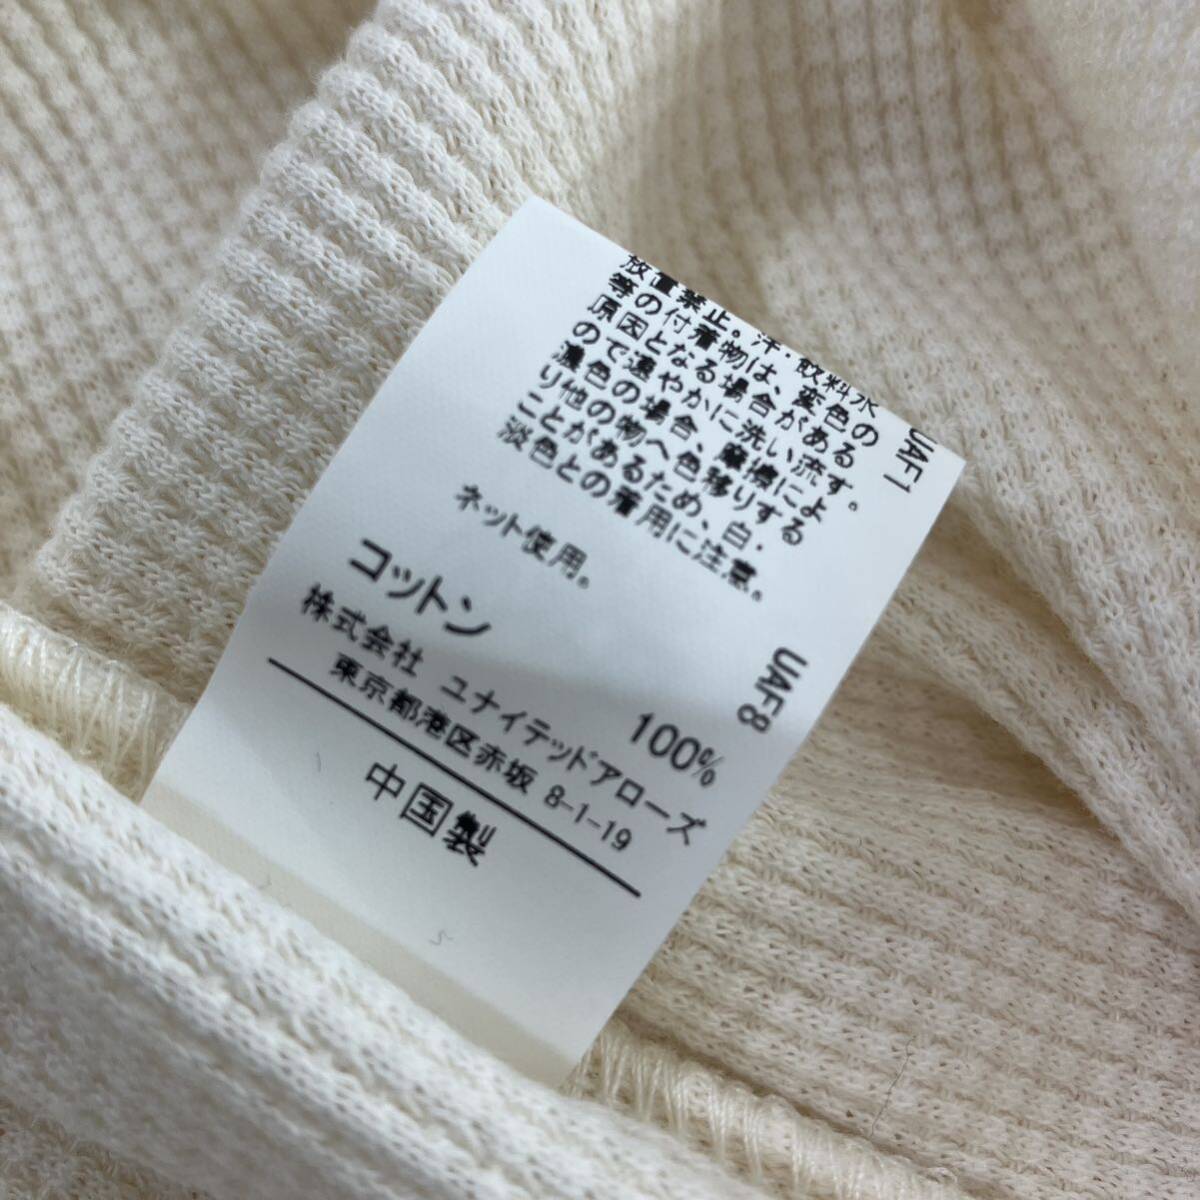 放置禁止。汗・飲料水
等の付着物は、変色の
原因となる場合がある
ので速やかに洗い流す。
濃色の場合、摩擦によ
り他の物へ色移りする
ことがあるため、白・
淡色との着用に注意。
UAF1
ネット使用。
UAF8
コットン 100%
株式会社 ユナイテッドアローズ
東京都港区赤坂 8-1-19
中国製